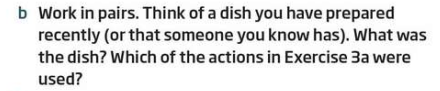 b Work in pairs. Think of a dish you have prepared
recently (or that someone you know has). What was
the dish? Which of the actions in Exercise 3a were
used?